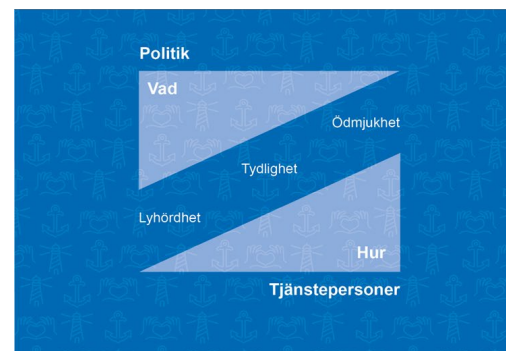 Politik
Vad
Ödmjukhet
Tydlighet
Lyhördhet
Hur
Tjänstepersoner